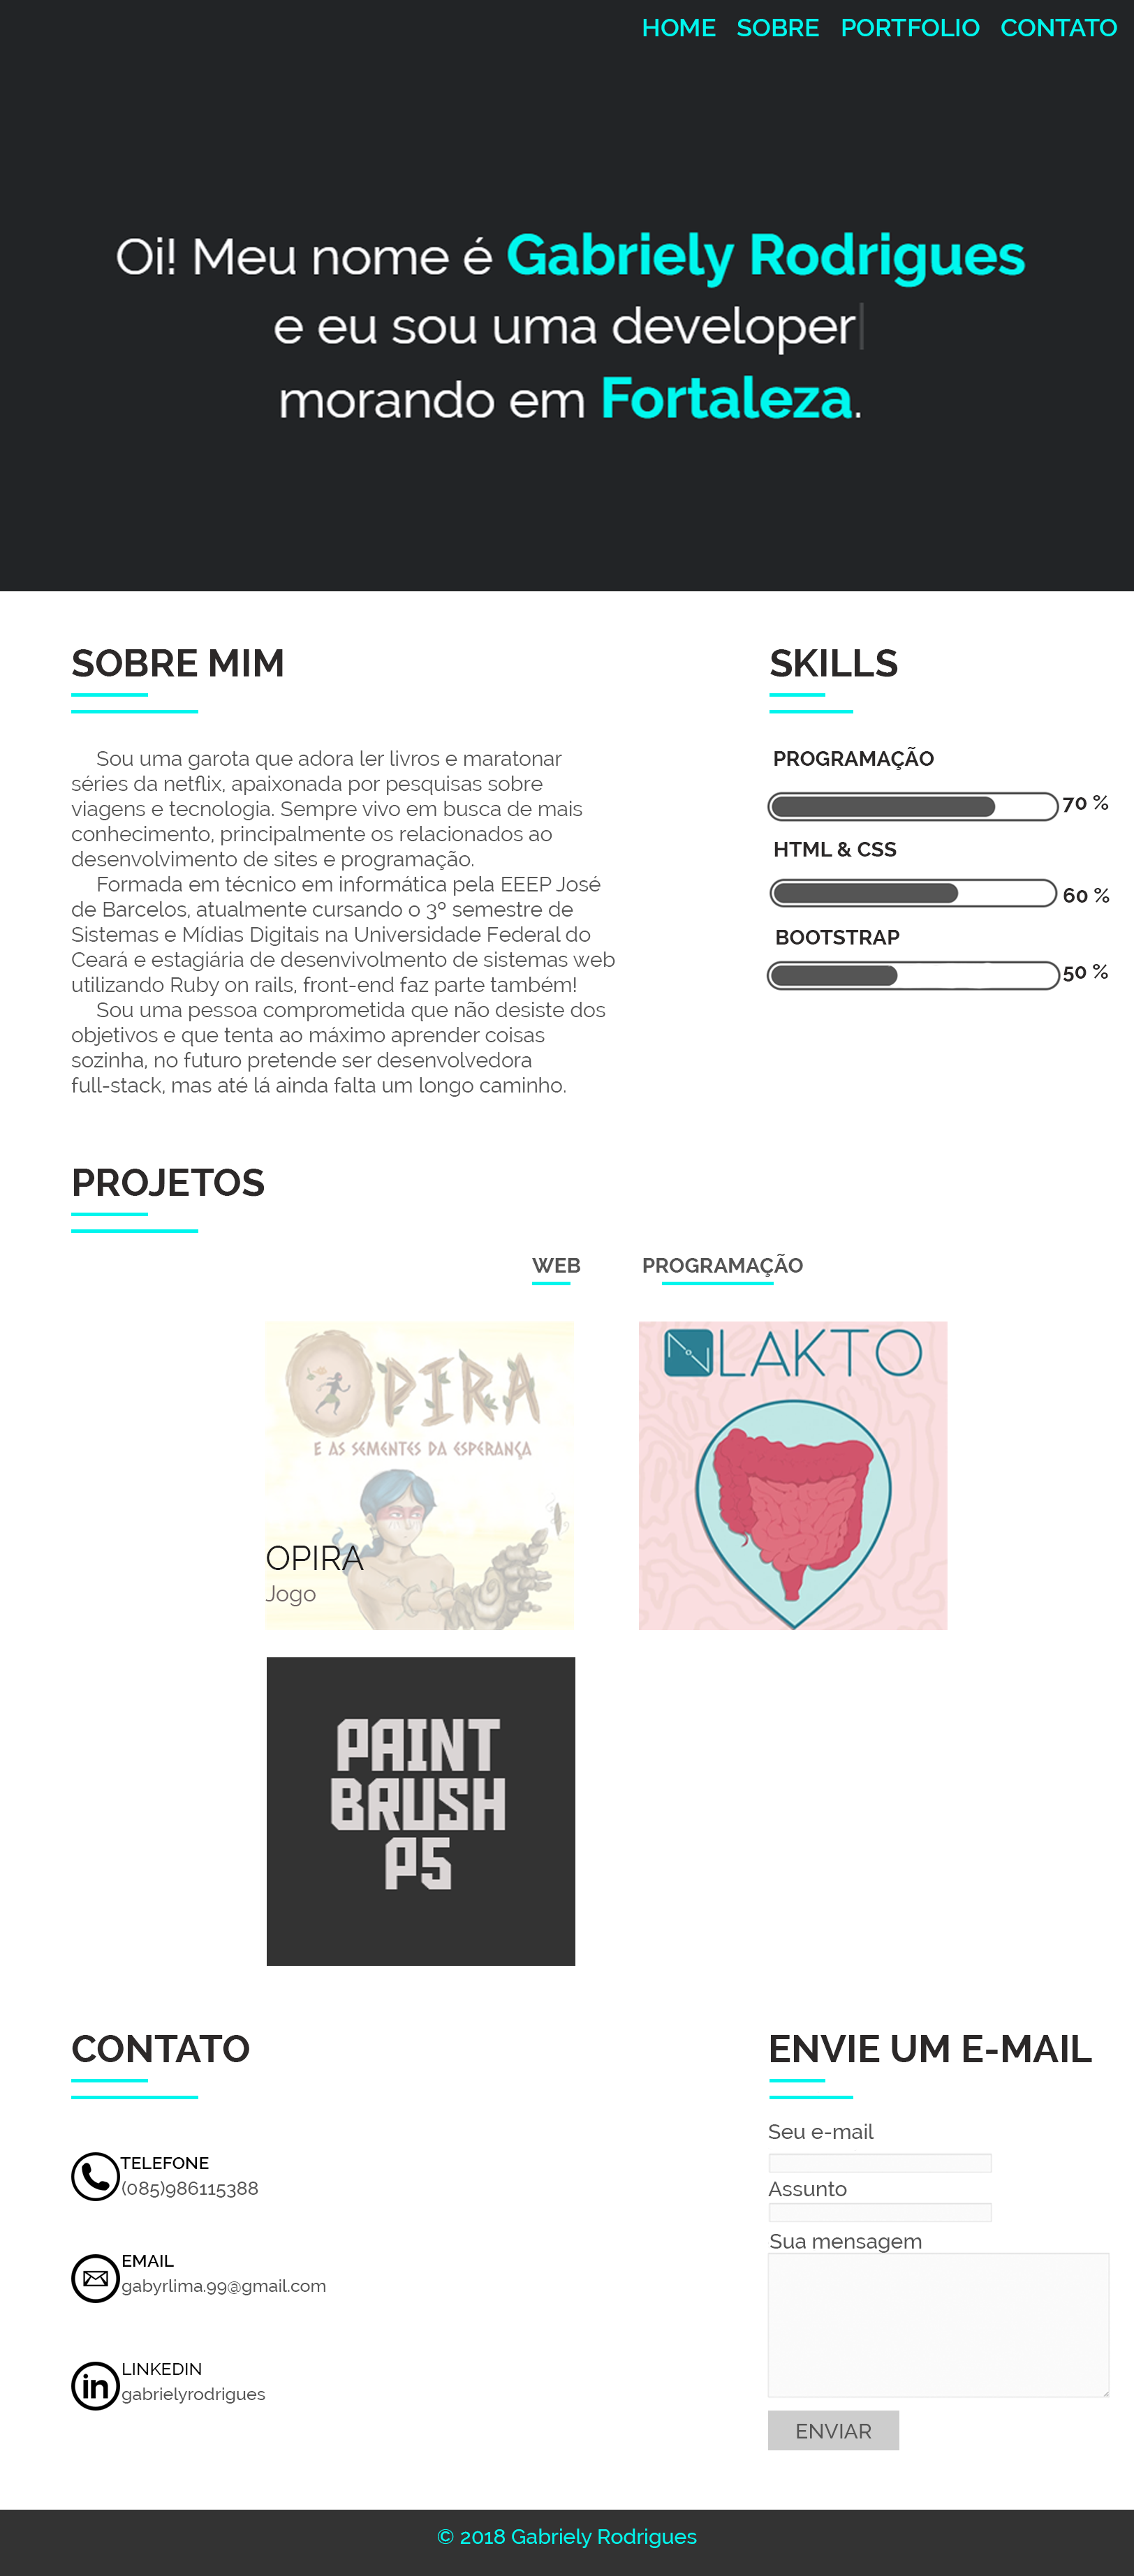 HOME SOBRE PORTFOLIO CONTATO
Oi! Meu nome é Gabriely Rodrigues
e eu sou uma developer|
morando em Fortaleza.
SOBRE MIM
Sou uma garota que adora ler livros e maratonar
séries da netflix, apaixonada por pesquisas sobre
viagens e tecnologia. Sempre vivo em busca de mais
conhecimento, principalmente os relacionados ao
desenvolvimento de sites e programação.
Formada em técnico em informática pela EEEP José
de Barcelos, atualmente cursando o 3º semestre de
Sistemas e Mídias Digitais na Universidade Federal do
Ceará e estagiária de desenvivolmento de sistemas web
utilizando Ruby on rails, front-end faz parte também!
Sou uma pessoa comprometida que não desiste dos
objetivos e que tenta ao máximo aprender coisas
sozinha, no futuro pretende ser desenvolvedora
full-stack, mas até lá ainda falta um longo caminho.
SKILLS
PROGRAMAÇÃO
70 %
HTML & CSS
60 %
BOOTSTRAP
50 %
PROJETOS
WEB PROGRAMAÇÃO
OPIRA
E AS SEMENTES DA ESPERANÇA
OPIRA
Jogo
NO LAKTO
PAINT
BRUSH
P5
CONTATO
TELEFONE
(085)986115388
EMAIL
gabyrlima.99@gmail.com
in
LINKEDIN
gabrielyrodrigues
ENVIE UM E-MAIL
Seu e-mail
Assunto
Sua mensagem
ENVIAR
© 2018 Gabriely Rodrigues